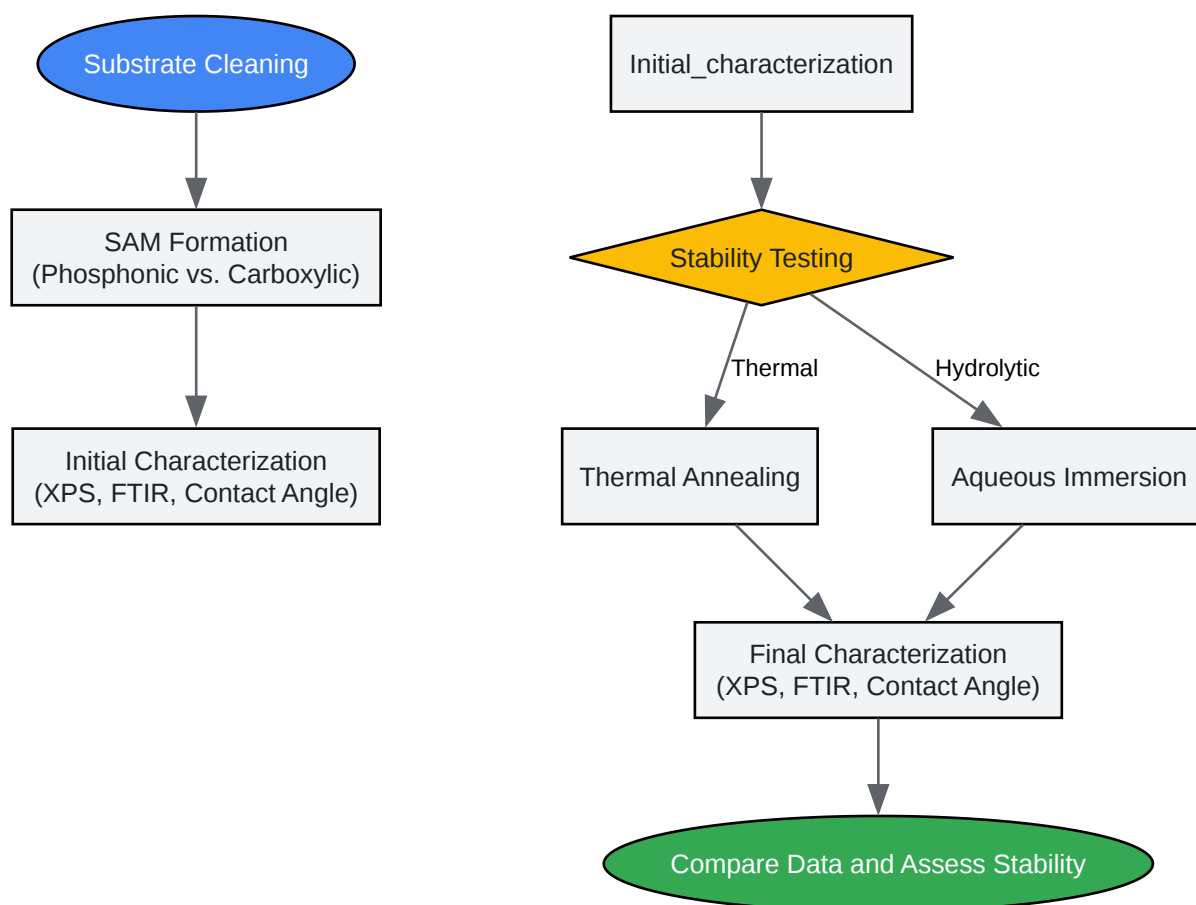 Substrate Cleaning
SAM Formation
(Phosphonic vs. Carboxylic)
Initial Characterization
(XPS, FTIR, Contact Angle)
Initial_characterization
Stability Testing
Thermal
Hydrolytic
Thermal Annealing
Aqueous Immersion
Final Characterization
(XPS, FTIR, Contact Angle)
Compare Data and Assess Stability